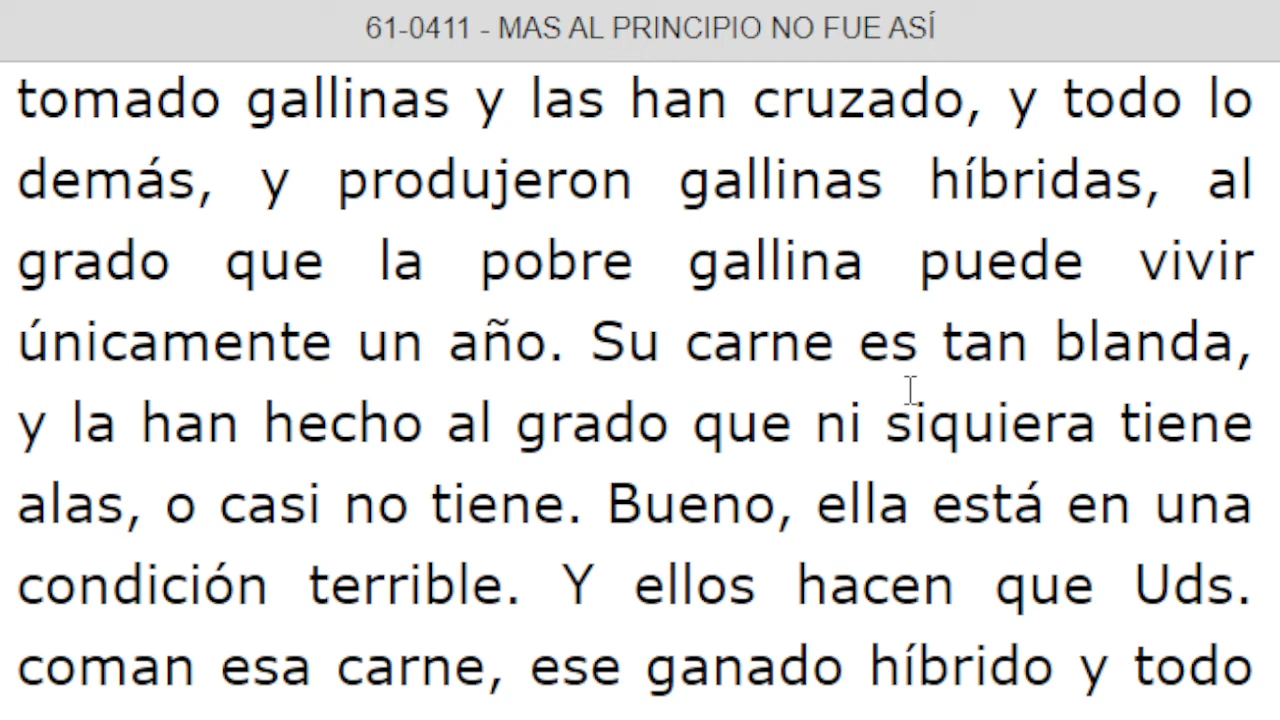 61-0411 - MAS AL PRINCIPIO NO FUE ASÍ
tomado gallinas y las han cruzado, y todo lo
demás, y produjeron gallinas híbridas, al
grado que la pobre gallina puede vivir
únicamente un año. Su carne es tan blanda,
y la han hecho al grado que ni siquiera tiene
alas, o casi no tiene. Bueno, ella está en una
condición terrible. Y ellos hacen que Uds.
coman esa carne, ese ganado híbrido y todo